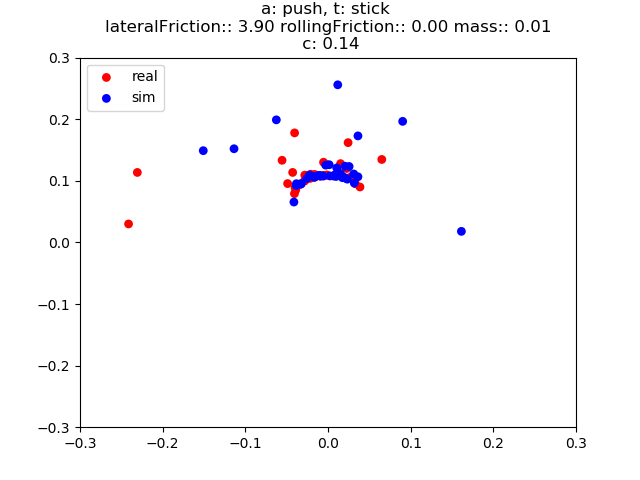 a: push, t: stick
lateralFriction:: 3.90 rollingFriction:: 0.00 mass:: 0.01
c: 0.14
real
sim
0.3
0.2
0.1
0.0
−0.1
−0.2
−0.3
−0.3
−0.2
−0.1
0.0
0.1
0.2
0.3